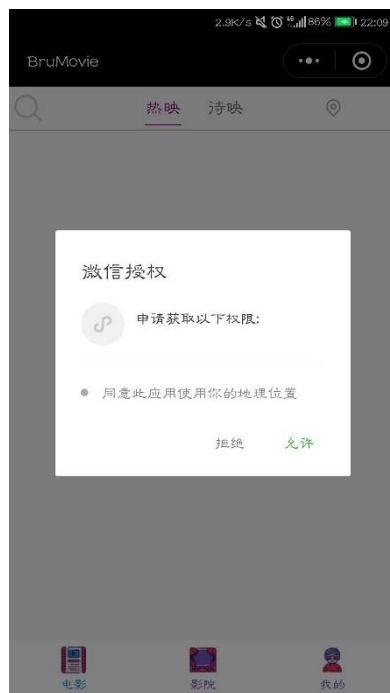 2.9K/s 86% 22:09
BruMovie
热映 待映
微信授权
申请获取以下权限:
同意此应用使用你的地理位置
拒绝 允许
电影 影院 我的